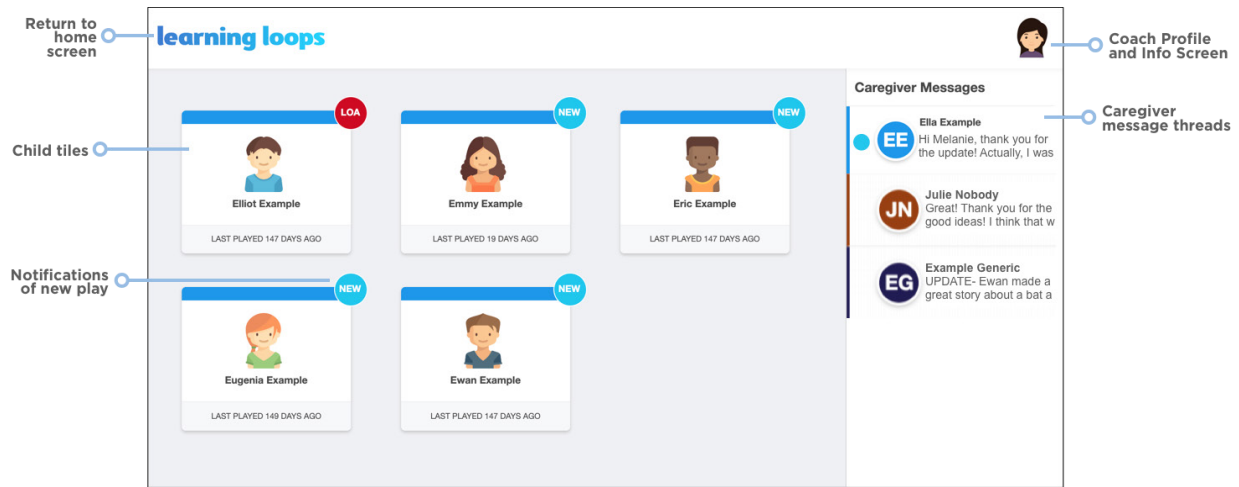 Return to
home
screen
learning loops
Coach Profile
and Info Screen
Child tiles
LOA
Elliot Example
LAST PLAYED 147 DAYS AGO
NEW
Emmy Example
LAST PLAYED 19 DAYS AGO
NEW
Eric Example
LAST PLAYED 147 DAYS AGO
Notifications
of new play
NEW
Eugenia Example
LAST PLAYED 149 DAYS AGO
NEW
Ewan Example
LAST PLAYED 147 DAYS AGO
Caregiver Messages
EE
Ella Example
Hi Melanie, thank you for
the update! Actually, I was
JN
Julie Nobody
Great! Thank you for the
good ideas! I think that w
EG
Example Generic
UPDATE- Ewan made a
great story about a bat a
Caregiver
message threads